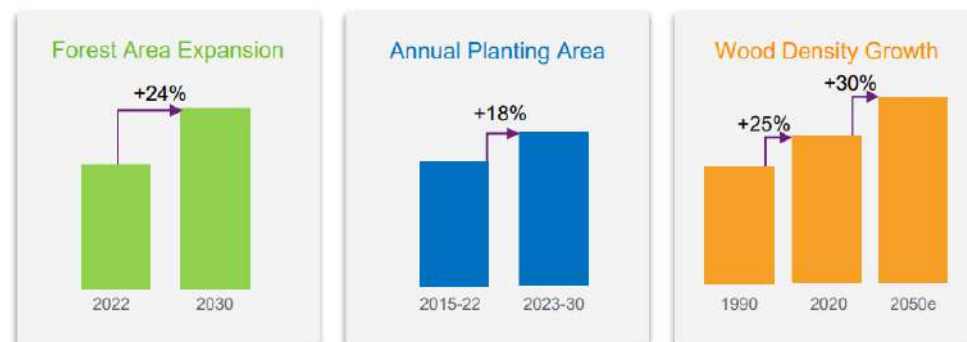 Forest Area Expansion
+24%
2022 2030
Annual Planting Area
+18%
2015-22 2023-30
Wood Density Growth
+30%
+25%
1990 2020 2050e